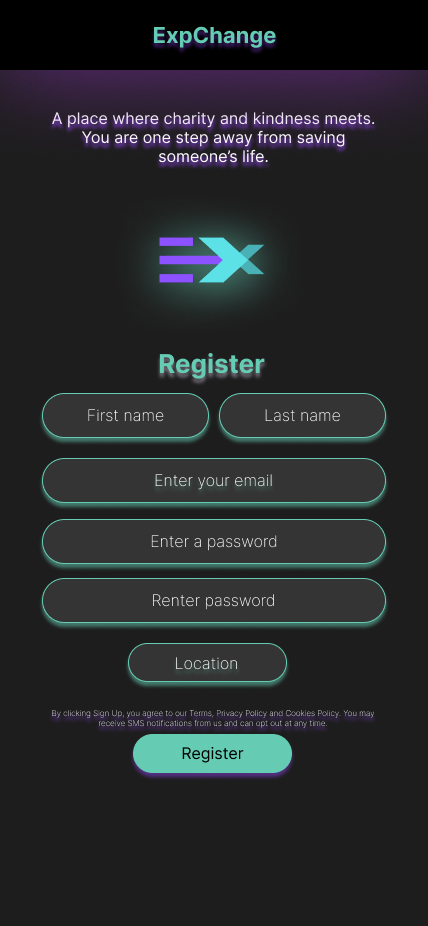 ExpChange
A place where charity and kindness meets.
You are one step away from saving
someone’s life.
EX
Register
First name Last name
Enter your email
Enter a password
Renter password
Location
By clicking Sign Up, you agree to our Terms, Privacy Policy and Cookies Policy. You may
receive SMS notifications from us and can opt out at any time.
Register